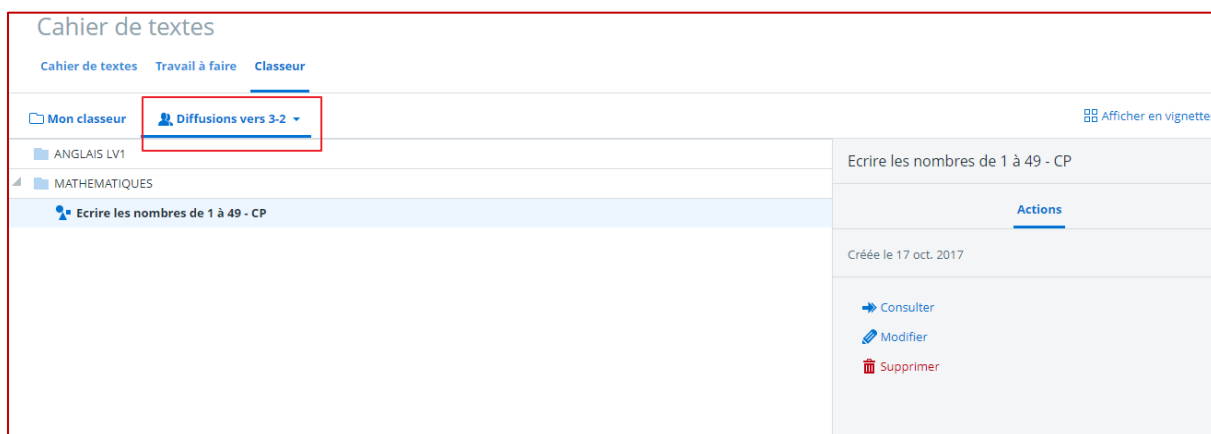 Cahier de textes
Cahier de textes Travail à faire Classeur
Mon classeur Diffusions vers 3-2 Afficher en vignette
ANGLAIS LV1
MATHEMATIQUES
Ecrire les nombres de 1 à 49 - CP
Ecrire les nombres de 1 à 49 - CP
Actions
Créée le 17 oct. 2017
Consulter
Modifier
Supprimer